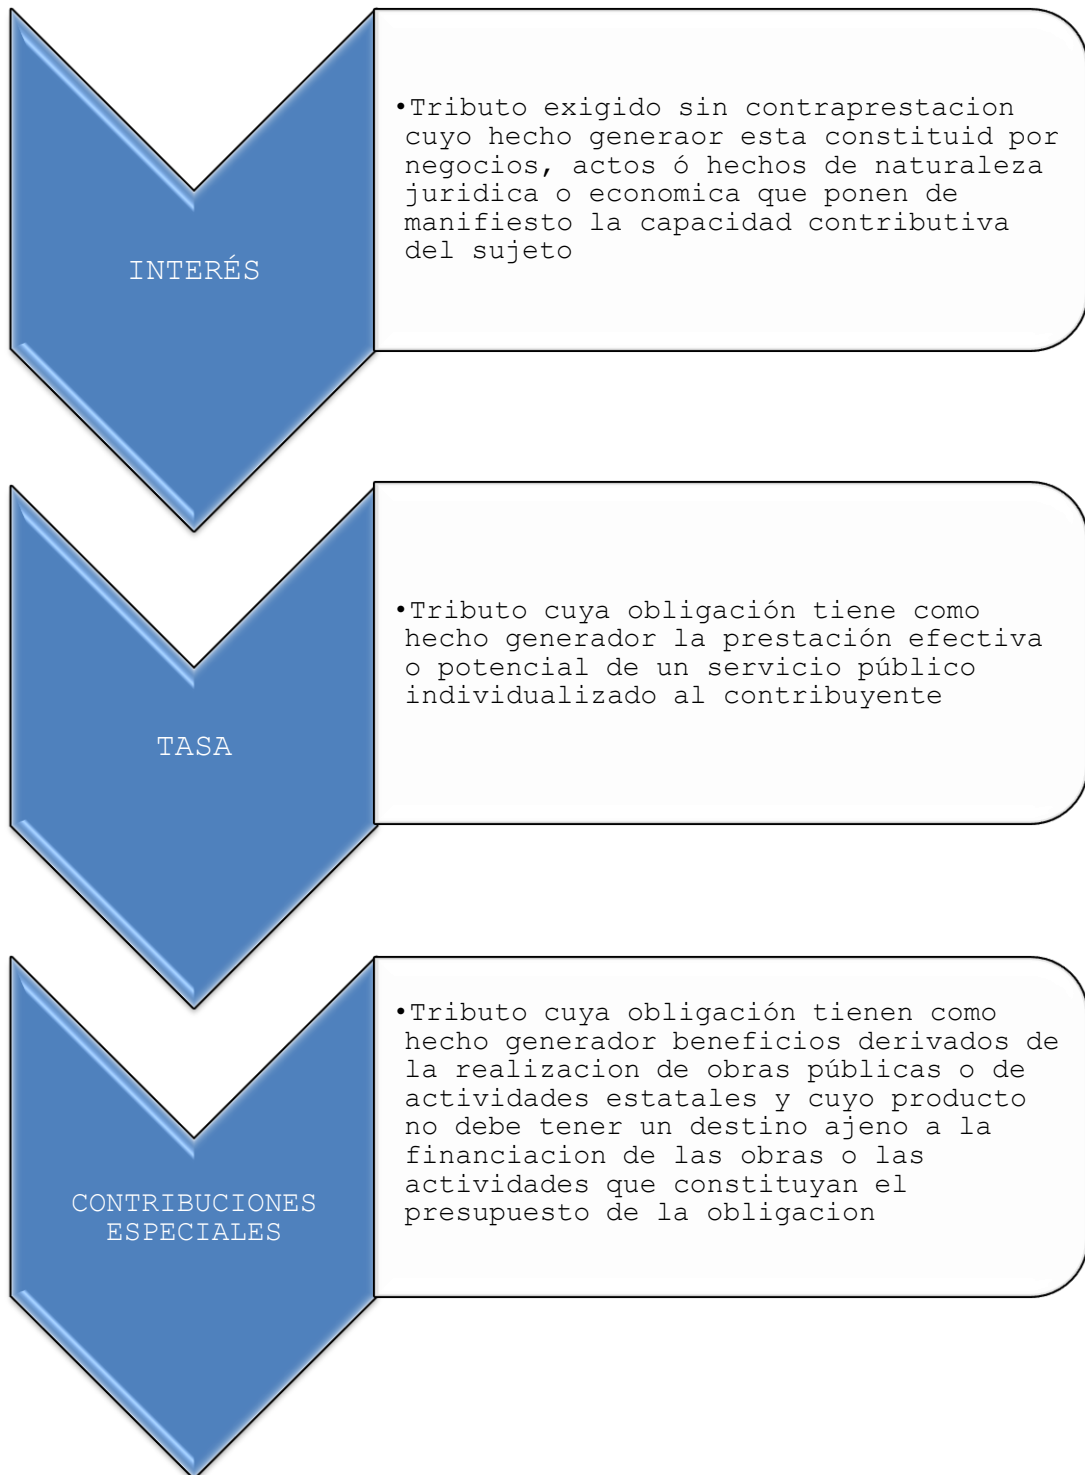 INTERÉS
•Tributo exigido sin contraprestacion
cuyo hecho generaor esta constituid por
negocios, actos ó hechos de naturaleza
juridica o economica que ponen de
manifiesto la capacidad contributiva
del sujeto
TASA
•Tributo cuya obligación tiene como
hecho generador la prestación efectiva
o potencial de un servicio público
individualizado al contribuyente
CONTRIBUCIONES
ESPECIALES
•Tributo cuya obligación tienen como
hecho generador beneficios derivados de
la realizacion de obras públicas o de
actividades estatales y cuyo producto
no debe tener un destino ajeno a la
financiacion de las obras o las
actividades que constituyan el
presupuesto de la obligacion